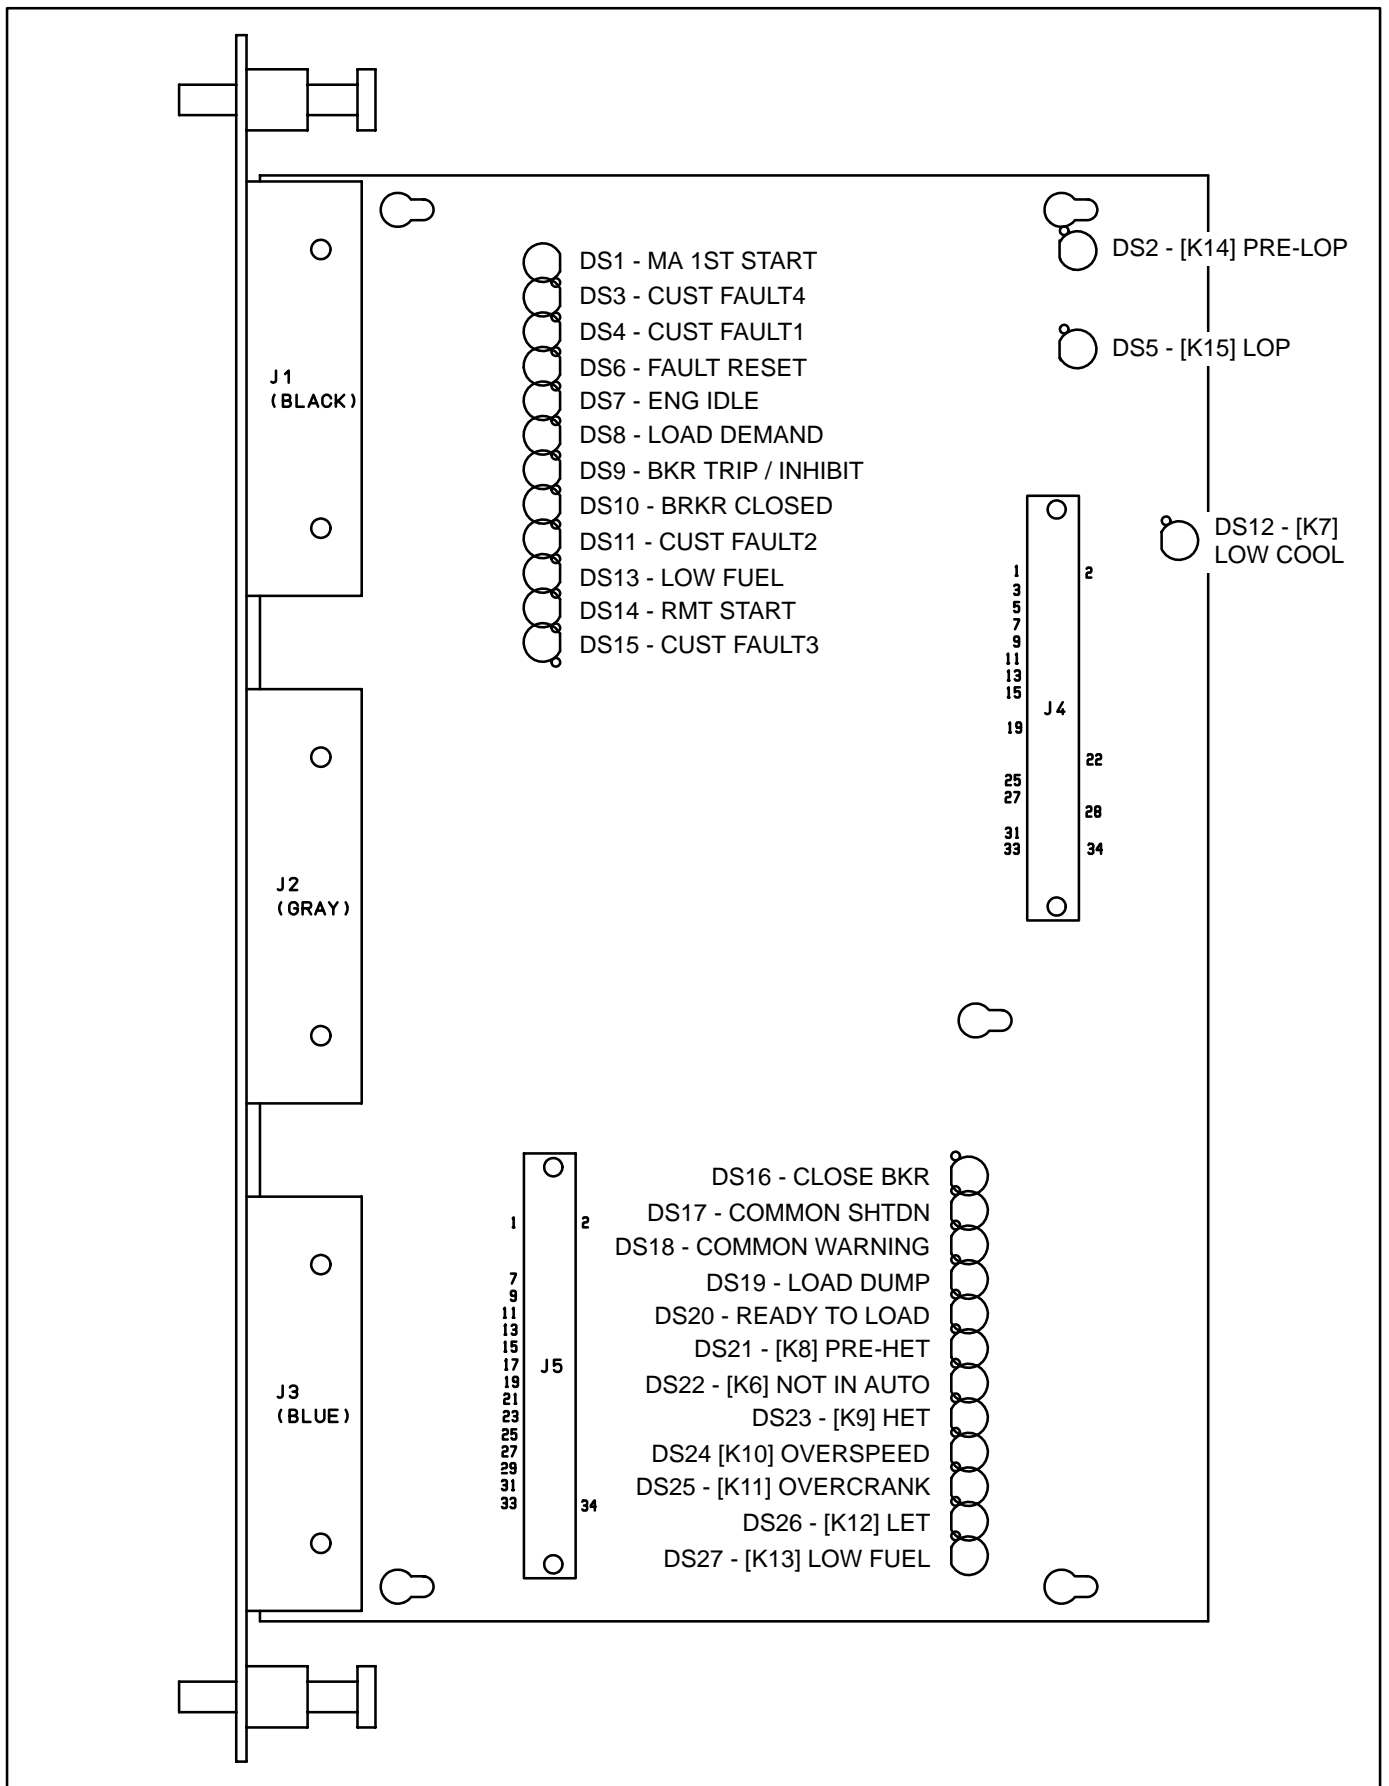 DS1 - MA 1ST START
DS3 - CUST FAULT4
DS4 - CUST FAULT1
DS6 - FAULT RESET
DS7 - ENG IDLE
DS8 - LOAD DEMAND
DS9 - BKR TRIP / INHIBIT
DS10 - BRKR CLOSED
DS11 - CUST FAULT2
DS13 - LOW FUEL
DS14 - RMT START
DS15 - CUST FAULT3
DS2 - [K14] PRE-LOP
DS5 - [K15] LOP
DS12 - [K7]
LOW COOL
J1
(BLACK)
J2
(GRAY)
J3
(BLUE)
J4
1
3
5
7
9
11
13
15
19
25
27
31
33
2
22
28
34
J5
1
7
9
11
13
15
17
19
21
23
25
27
29
31
33
2
34
DS16 - CLOSE BKR
DS17 - COMMON SHTDN
DS18 - COMMON WARNING
DS19 - LOAD DUMP
DS20 - READY TO LOAD
DS21 - [K8] PRE-HET
DS22 - [K6] NOT IN AUTO
DS23 - [K9] HET
DS24 [K10] OVERSPEED
DS25 - [K11] OVERCRANK
DS26 - [K12] LET
DS27 - [K13] LOW FUEL